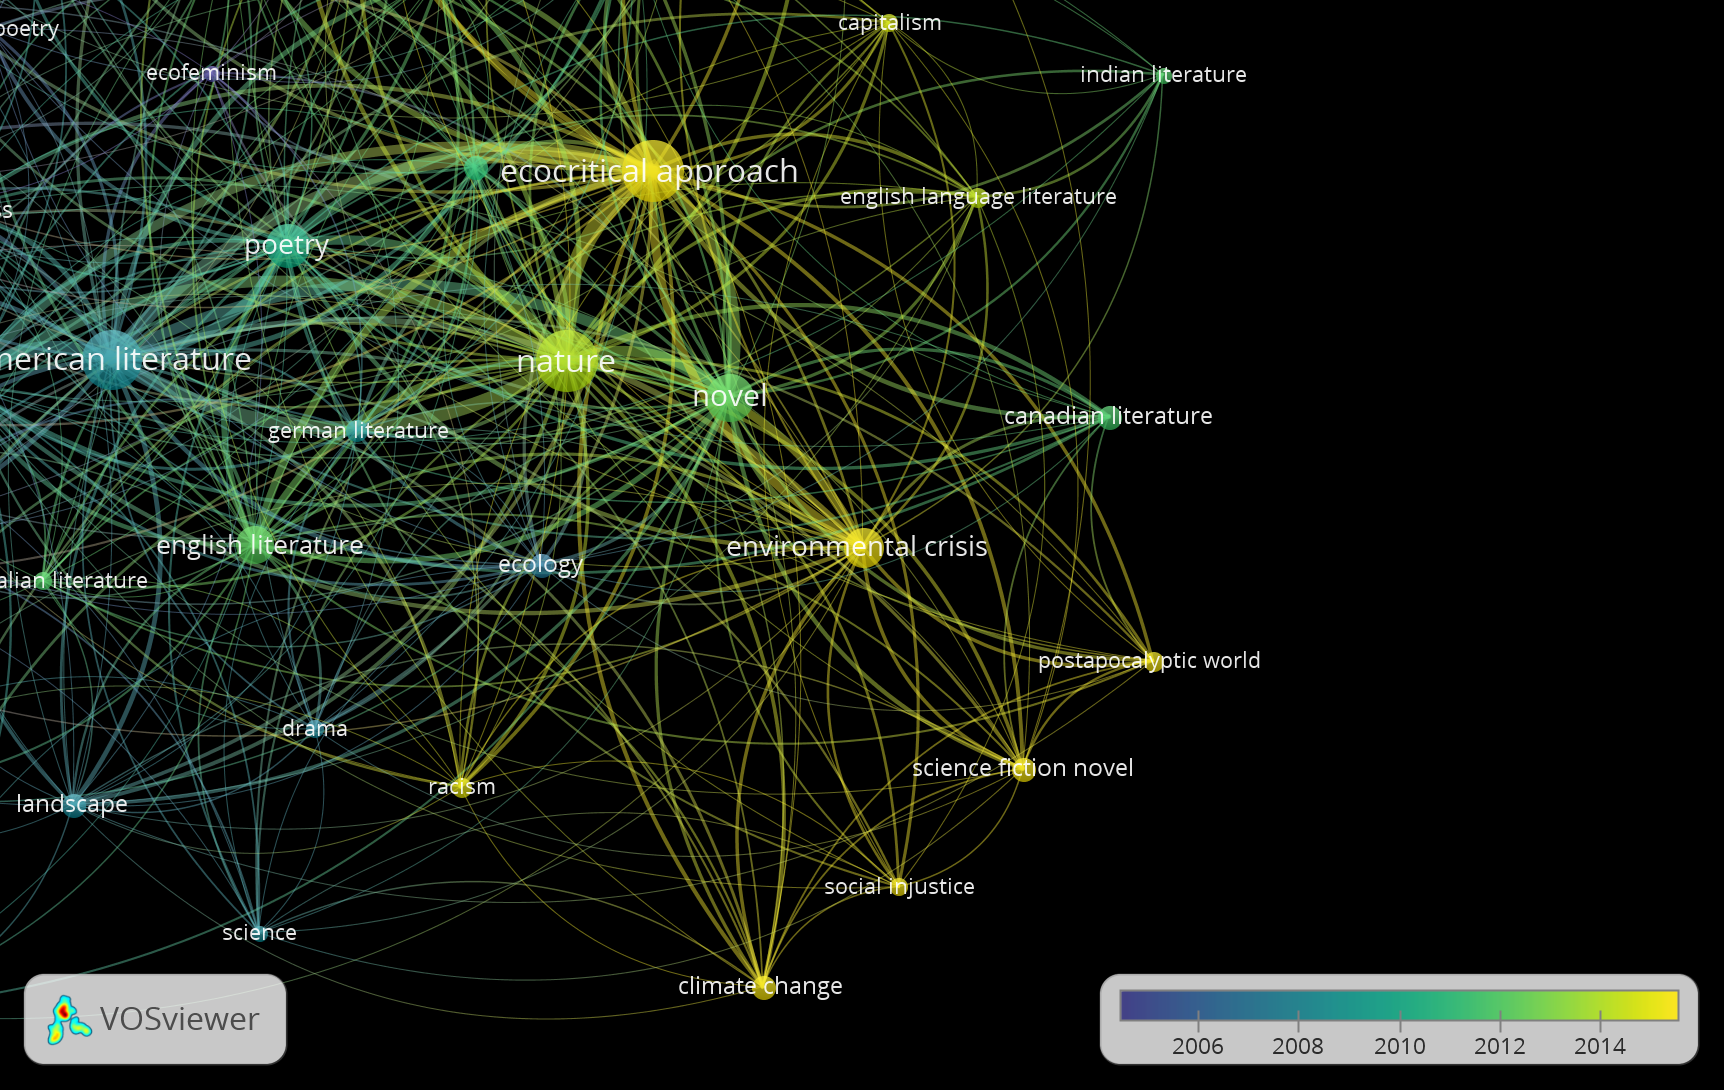 poetry
capitalism
ecofeminism
indian literature
ecocritical approach
english language literature
ss
poetry
merican literature
nature
novel
canadian literature
german literature
english literature
environmental crisis
ecology
alian literature
postapocalyptic world
drama
science fiction novel
racism
landscape
social injustice
science
climate change
VOSviewer
2006 2008 2010 2012 2014